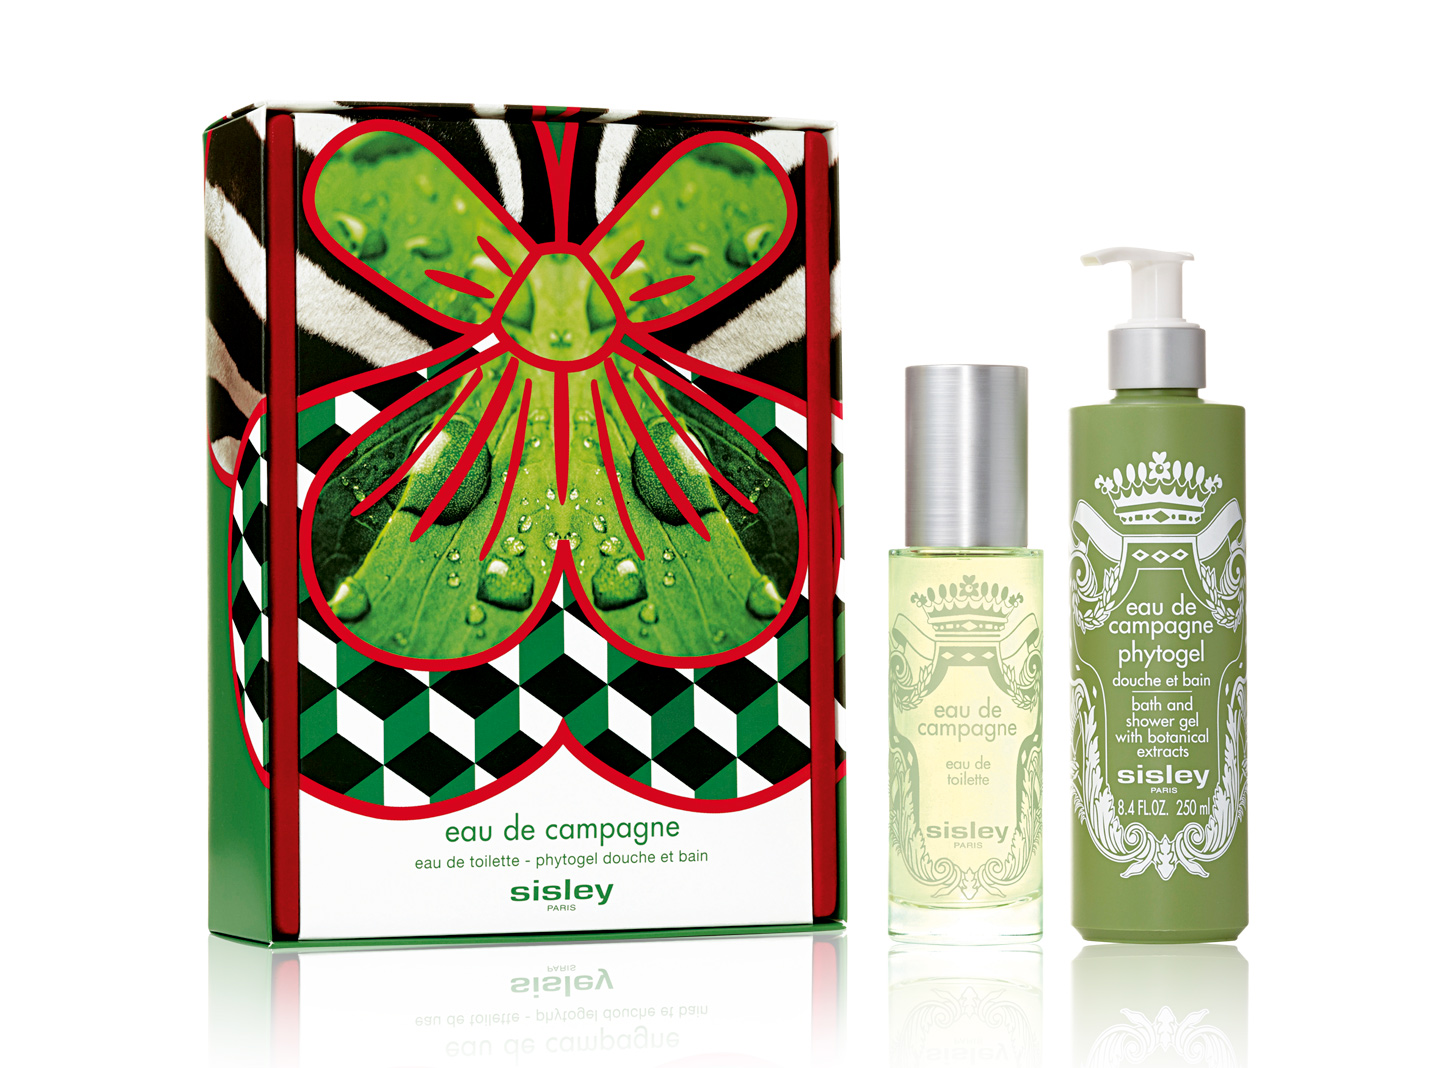 eau de campagne
eau de toilette - phytogel douche et bain
sisley
PARIS
eau de
campagne
eau de
toilette
sisley
PARIS
eau de
campagne
phytogel
douche et bain
bath and
shower gel
with botanical
extracts
sisley
PARIS
8.4 FL.OZ. 250 ml